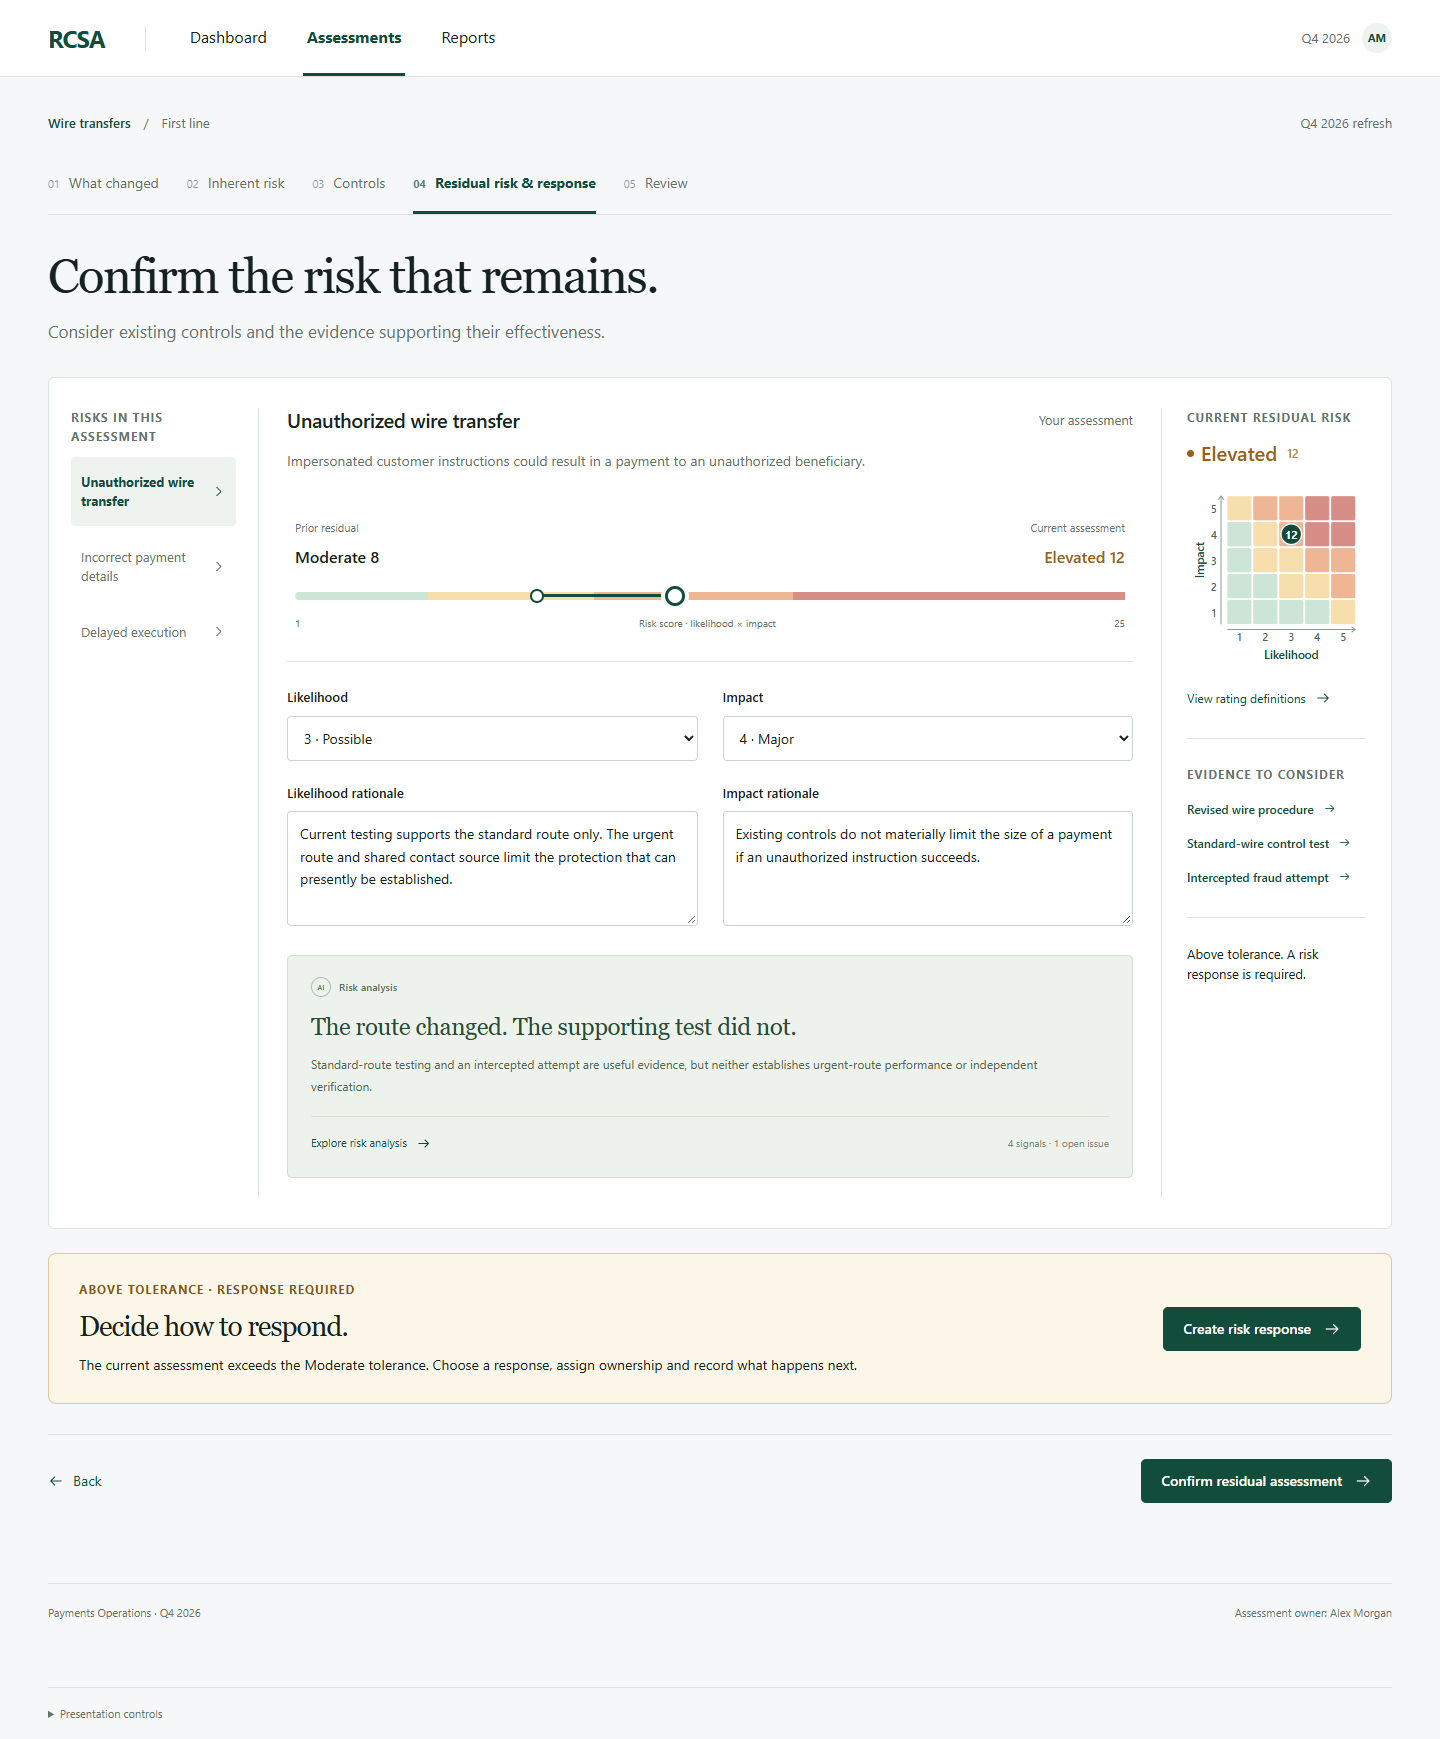 RCSA
Dashboard
Assessments
Reports
Q4 2026
AM
Wire transfers / First line
Q4 2026 refresh
01 What changed
02 Inherent risk
03 Controls
04 Residual risk & response
05 Review
Confirm the risk that remains.
Consider existing controls and the evidence supporting their effectiveness.
RISKS IN THIS
ASSESSMENT
Unauthorized wire
transfer
Incorrect payment
details
Delayed execution
Unauthorized wire transfer
Your assessment
Impersonated customer instructions could result in a payment to an unauthorized beneficiary.
Prior residual
Current assessment
Moderate 8
Elevated 12
1
Risk score · likelihood × impact
25
Likelihood
3 · Possible
Impact
4 · Major
Likelihood rationale
Current testing supports the standard route only. The urgent
route and shared contact source limit the protection that can
presently be established.
Impact rationale
Existing controls do not materially limit the size of a payment
if an unauthorized instruction succeeds.
AI Risk analysis
The route changed. The supporting test did not.
Standard-route testing and an intercepted attempt are useful evidence, but neither establishes urgent-route performance or independent
verification.
Explore risk analysis
4 signals · 1 open issue
CURRENT RESIDUAL RISK
Elevated 12
5
4
3
2
1
Impact
12
1 2 3 4 5
Likelihood
View rating definitions
EVIDENCE TO CONSIDER
Revised wire procedure
Standard-wire control test
Intercepted fraud attempt
Above tolerance. A risk
response is required.
ABOVE TOLERANCE · RESPONSE REQUIRED
Decide how to respond.
The current assessment exceeds the Moderate tolerance. Choose a response, assign ownership and record what happens next.
Create risk response
Back
Confirm residual assessment
Payments Operations · Q4 2026
Assessment owner: Alex Morgan
Presentation controls